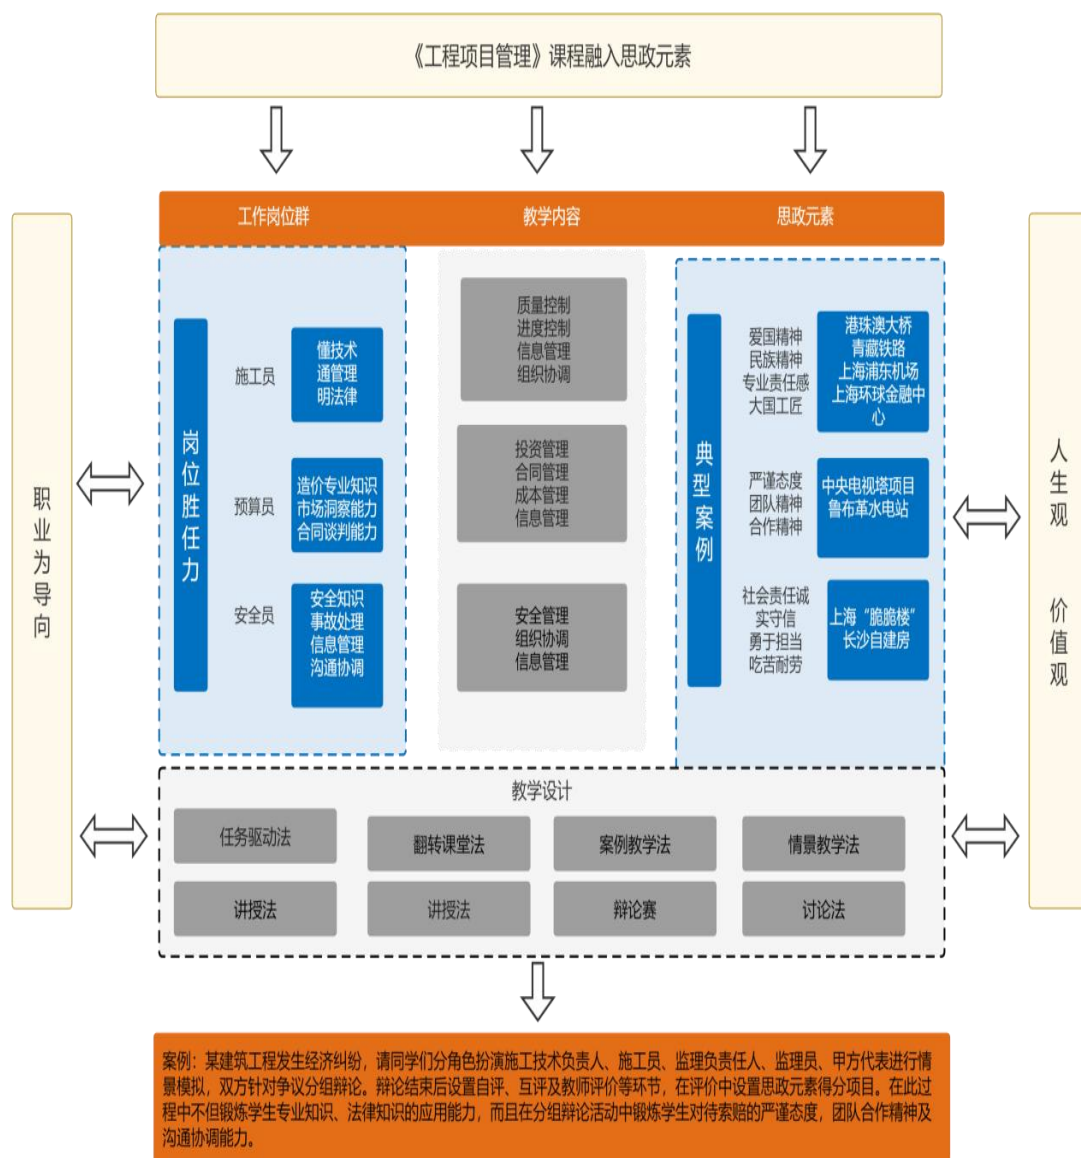 《工程项目管理》课程融入思政元素
工作岗位群
教学内容
思政元素
职业为导向
岗位胜任力
施工员
懂技术
通管理
明法律
预算员
造价专业知识
市场洞察能力
合同谈判能力
安全员
安全知识
事故处理
信息管理
沟通协调
质量控制
进度控制
信息管理
组织协调
投资管理
合同管理
成本管理
信息管理
安全管理
组织协调
信息管理
典型案例
爱国精神
民族精神
专业责任感
大国工匠
港珠澳大桥
青藏铁路
上海浦东机场
上海环球金融中
心
严谨态度
团队精神
合作精神
中央电视塔项目
鲁布革水电站
社会责任诚
实守信
勇于担当
吃苦耐劳
上海“脆脆楼”
长沙自建房
人生观 价值观
教学设计
任务驱动法
翻转课堂法
案例教学法
情景教学法
讲授法
讲授法
辩论赛
讨论法
案例：某建筑工程发生经济纠纷，请同学们分角色扮演施工技术负责人、施工员、监理负责任人、监理员、甲方代表进行情
景模拟，双方针对争议分组辩论。辩论结束后设置自评、互评及教师评价等环节，在评价中设置思政元素得分项目。在此过
程中不但锻炼学生专业知识、法律知识的应用能力，而且在分组辩论活动中锻炼学生对待索赔的严谨态度，团队合作精神及
沟通协调能力。